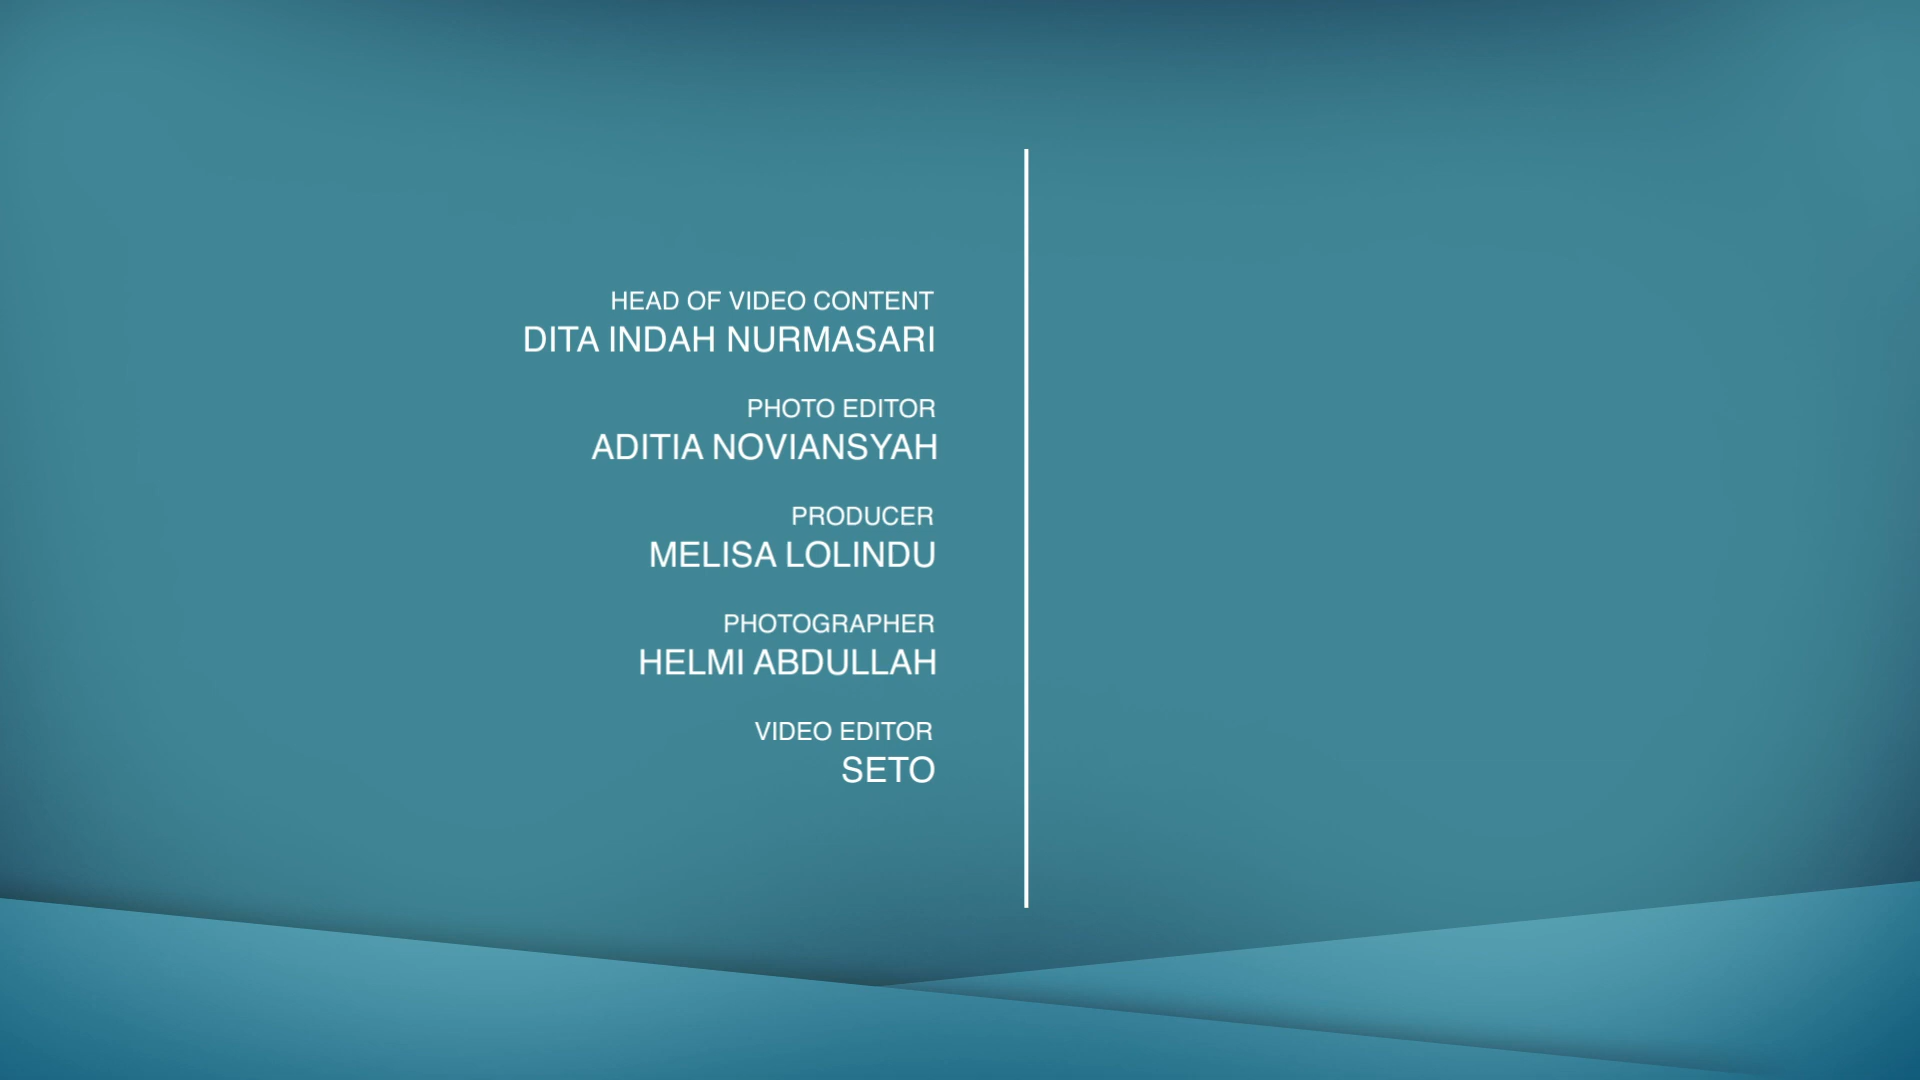 HEAD OF VIDEO CONTENT
DITA INDAH NURMASARI
PHOTO EDITOR
ADITIA NOVIANSYAH
PRODUCER
MELISA LOLINDU
PHOTOGRAPHER
HELMI ABDULLAH
VIDEO EDITOR
SETO